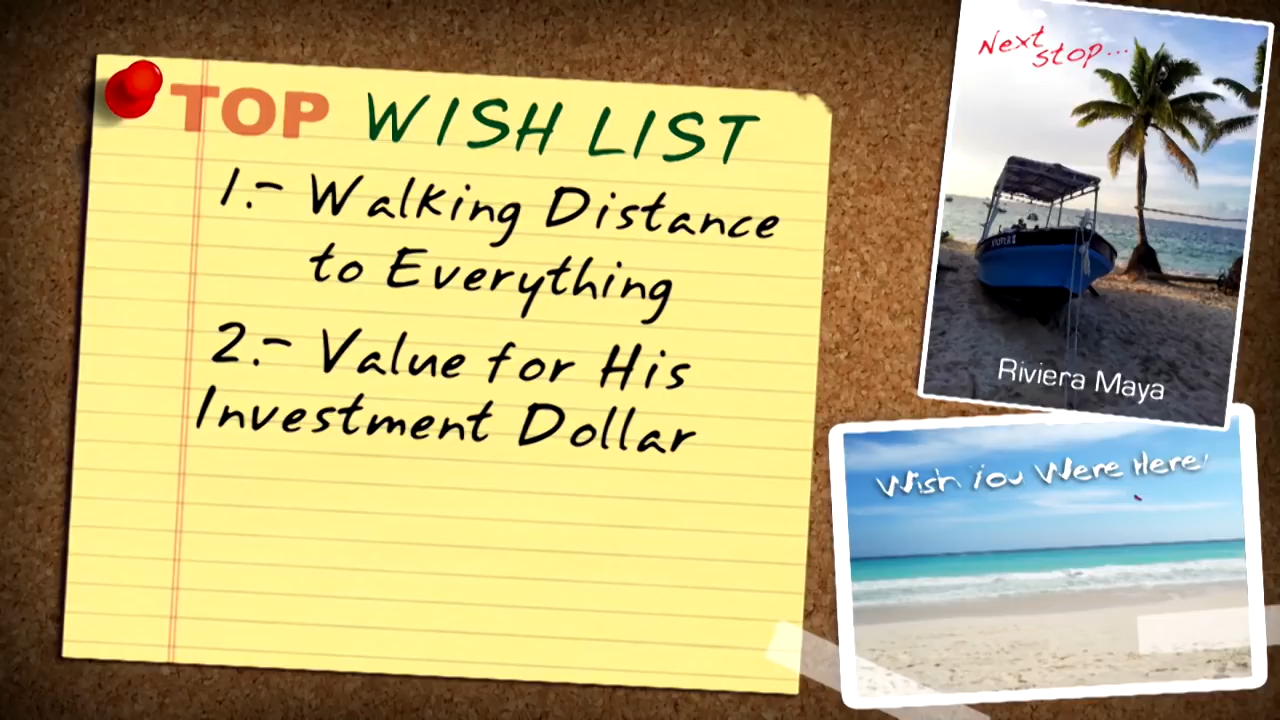 TOP WISH LIST
1.- Walking Distance
to Everything
2.- Value for His
Investment Dollar
Next
stop...
Riviera Maya
Wish You Were Here!